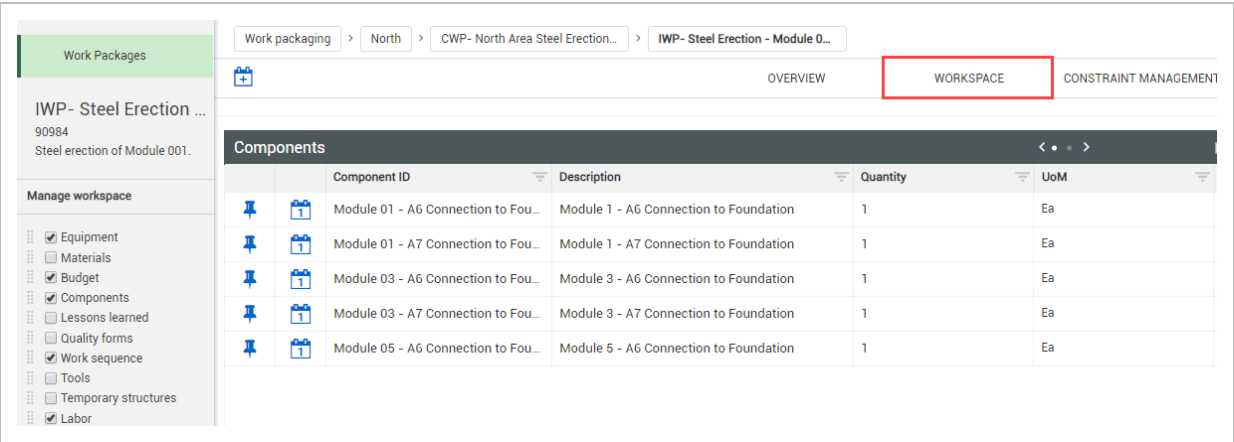 Work Packages
IWP- Steel Erection ...
90984
Steel erection of Module 001.
Manage workspace
Equipment
Materials
Budget
Components
Lessons learned
Quality forms
Work sequence
Tools
Temporary structures
Labor
Work packaging > North > CWP- North Area Steel Erection... > IWP- Steel Erection - Module 0...
OVERVIEW WORKSPACE CONSTRAINT MANAGEMENT
Components
Component ID Description Quantity UoM
1 Module 01 - A6 Connection to Fou... Module 1 - A6 Connection to Foundation 1 Ea
1 Module 01 - A7 Connection to Fou... Module 1 - A7 Connection to Foundation 1 Ea
1 Module 03 - A6 Connection to Fou... Module 3 - A6 Connection to Foundation 1 Ea
1 Module 03 - A7 Connection to Fou... Module 3 - A7 Connection to Foundation 1 Ea
1 Module 05 - A6 Connection to Fou... Module 5 - A6 Connection to Foundation 1 Ea